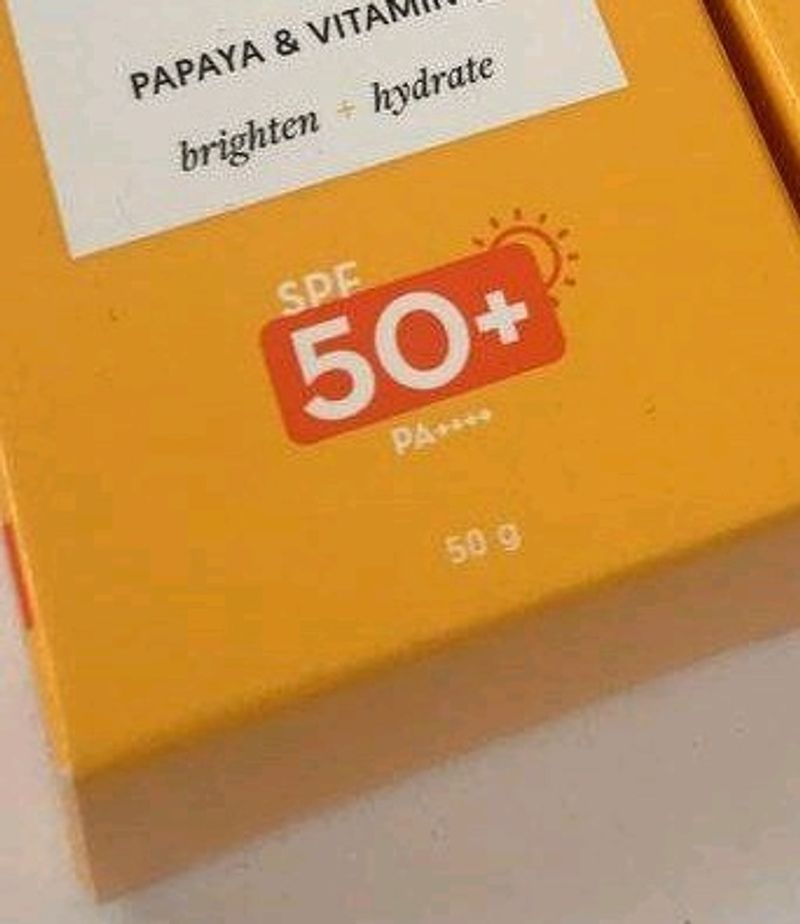 PAPAYA & VITAMIN
brighten + hydrate
SPF
50+
PA++++
50 g